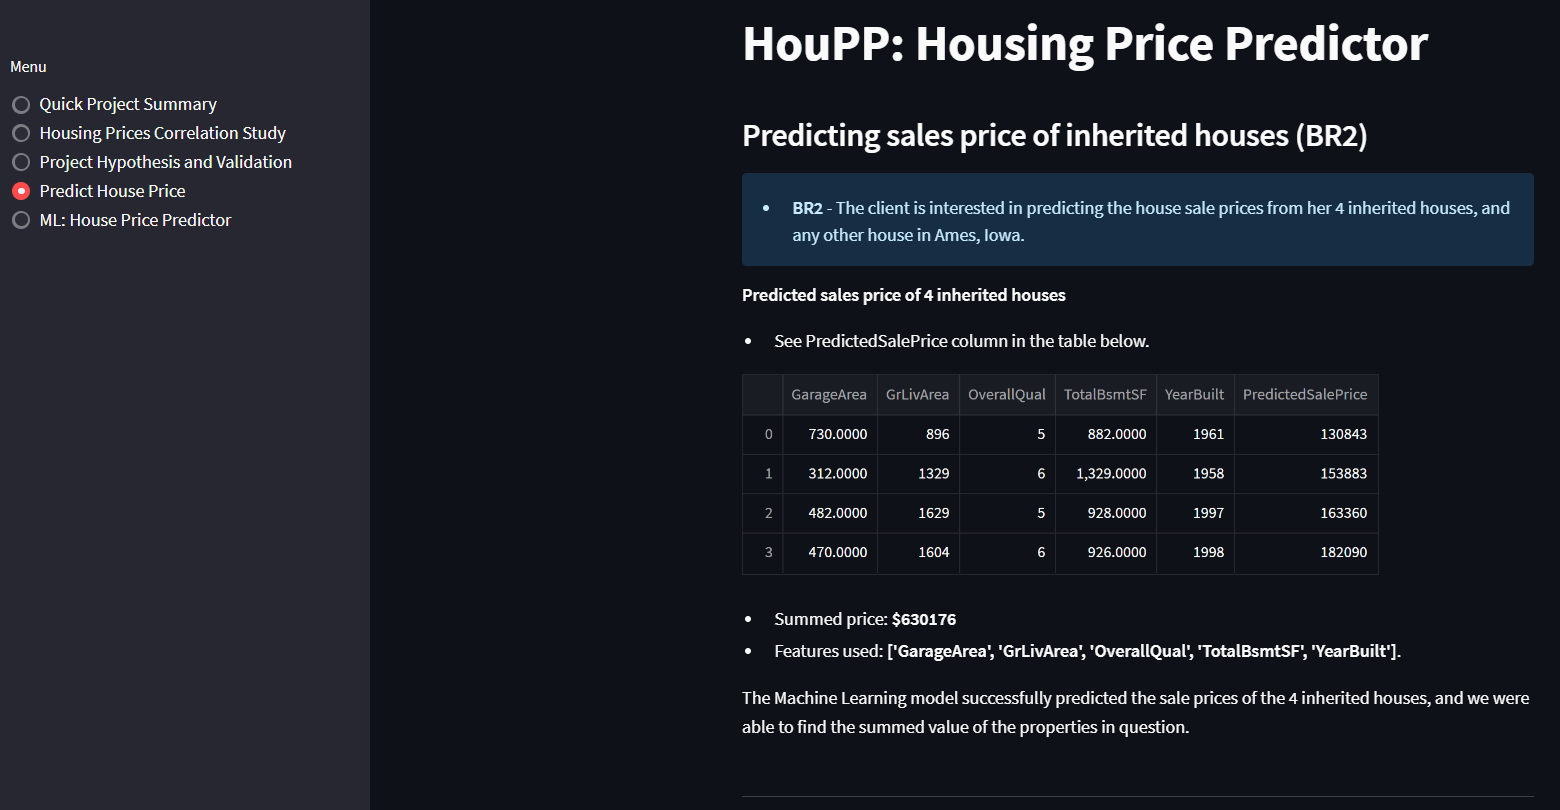 Menu
Quick Project Summary
Housing Prices Correlation Study
Project Hypothesis and Validation
Predict House Price
ML: House Price Predictor
HouPP: Housing Price Predictor
Predicting sales price of inherited houses (BR2)
• BR2 - The client is interested in predicting the house sale prices from her 4 inherited houses, and
any other house in Ames, Iowa.
Predicted sales price of 4 inherited houses
• See PredictedSalePrice column in the table below.
GarageArea GrLivArea OverallQual TotalBsmtSF YearBuilt PredictedSalePrice
0 730.0000 896 5 882.0000 1961 130843
1 312.0000 1329 6 1,329.0000 1958 153883
2 482.0000 1629 5 928.0000 1997 163360
3 470.0000 1604 6 926.0000 1998 182090
• Summed price: $630176
• Features used: ['GarageArea', 'GrLivArea', 'OverallQual', 'TotalBsmtSF', 'YearBuilt'].
The Machine Learning model successfully predicted the sale prices of the 4 inherited houses, and we were
able to find the summed value of the properties in question.